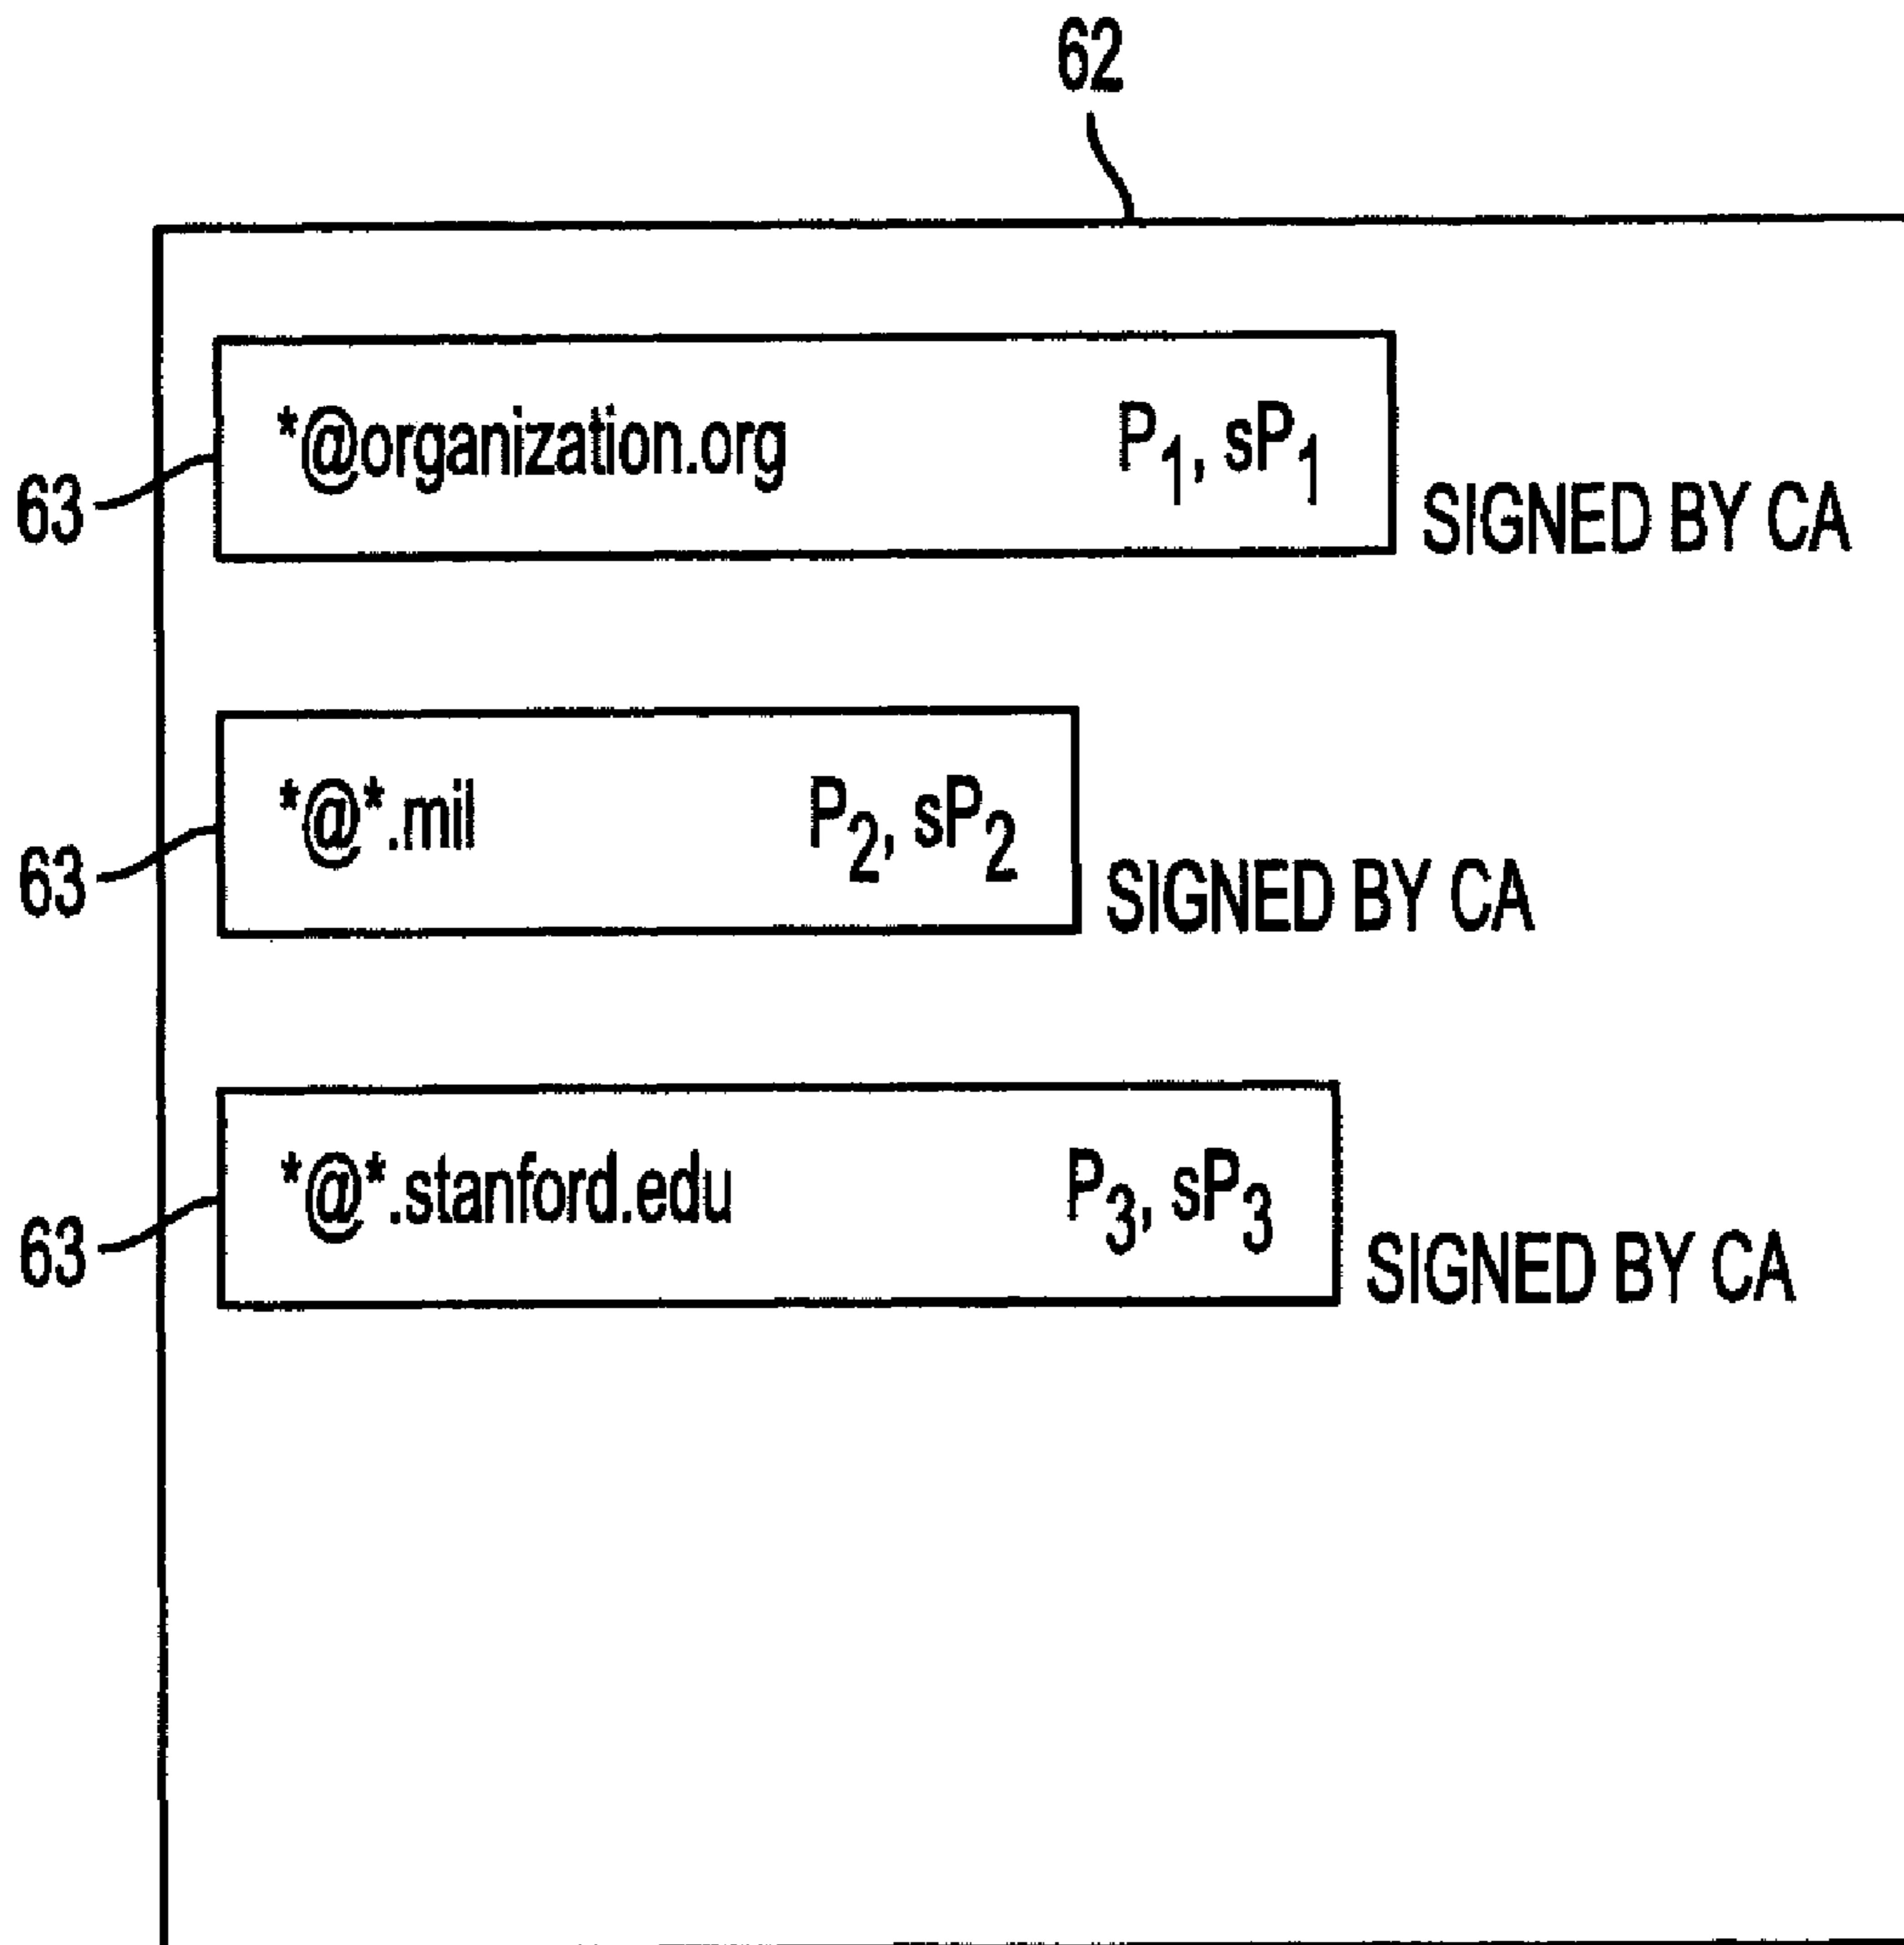 62
*@organization.org P1, sP1
63
SIGNED BY CA
*@*.mil P2, sP2
63
SIGNED BY CA
*@*.stanford.edu P3, sP3
63
SIGNED BY CA